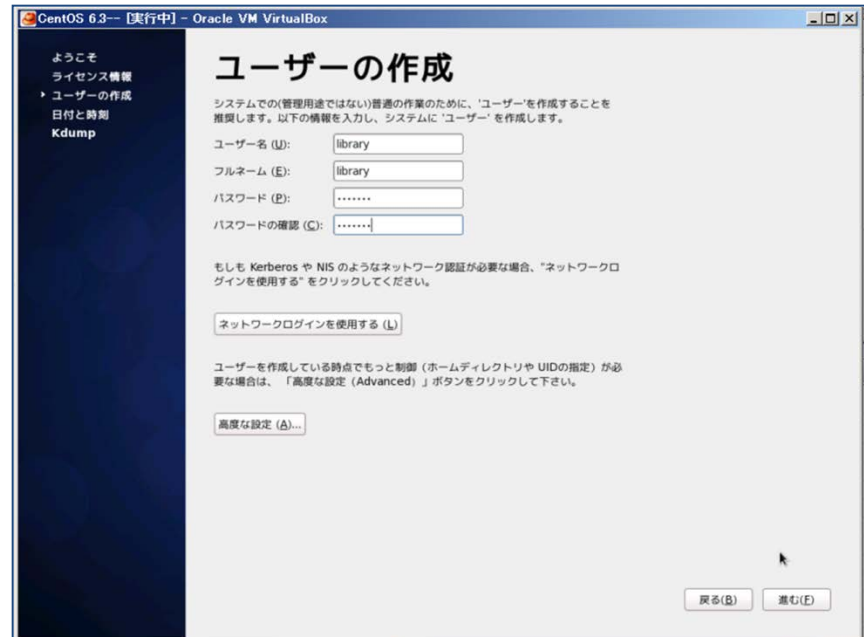 CentOS 6.3-- [実行中] - Oracle VM VirtualBox
ようこそ
ライセンス情報
ユーザーの作成
日付と時刻
Kdump
ユーザーの作成
システムでの(管理用途ではない)普通の作業のために、'ユーザー'を作成することを
推奨します。以下の情報を入力し、システムに 'ユーザー' を作成します。
ユーザー名 (U): library
フルネーム (E): library
パスワード (P): •••••••
パスワードの確認 (C): •••••••
もしも Kerberos や NIS のようなネットワーク認証が必要な場合、"ネットワークロ
グインを使用する" をクリックしてください。
ネットワークログインを使用する (L)
ユーザーを作成している時点でもっと制御（ホームディレクトリや UIDの指定）が必
要な場合は、 「高度な設定（Advanced）」ボタンをクリックして下さい。
高度な設定 (A)...
戻る(B) 進む(F)